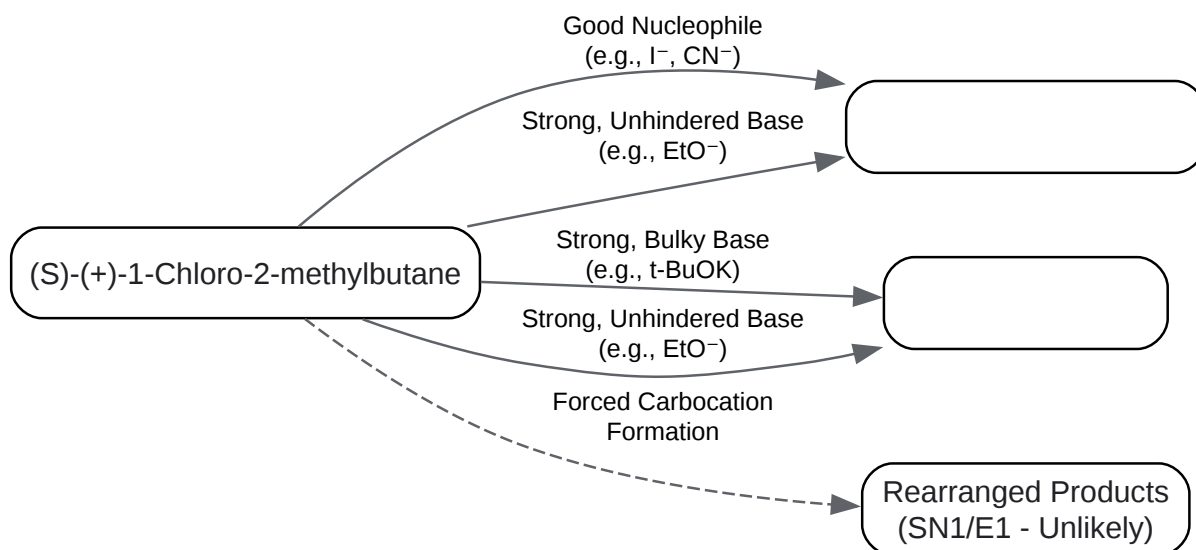 Good Nucleophile
(e.g., I⁻, CN⁻)
Strong, Unhindered Base
(e.g., EtO⁻)
(S)-(+)-1-Chloro-2-methylbutane
Strong, Bulky Base
(e.g., t-BuOK)
Strong, Unhindered Base
(e.g., EtO⁻)
Forced Carbocation
Formation
Rearranged Products
(SN1/E1 - Unlikely)